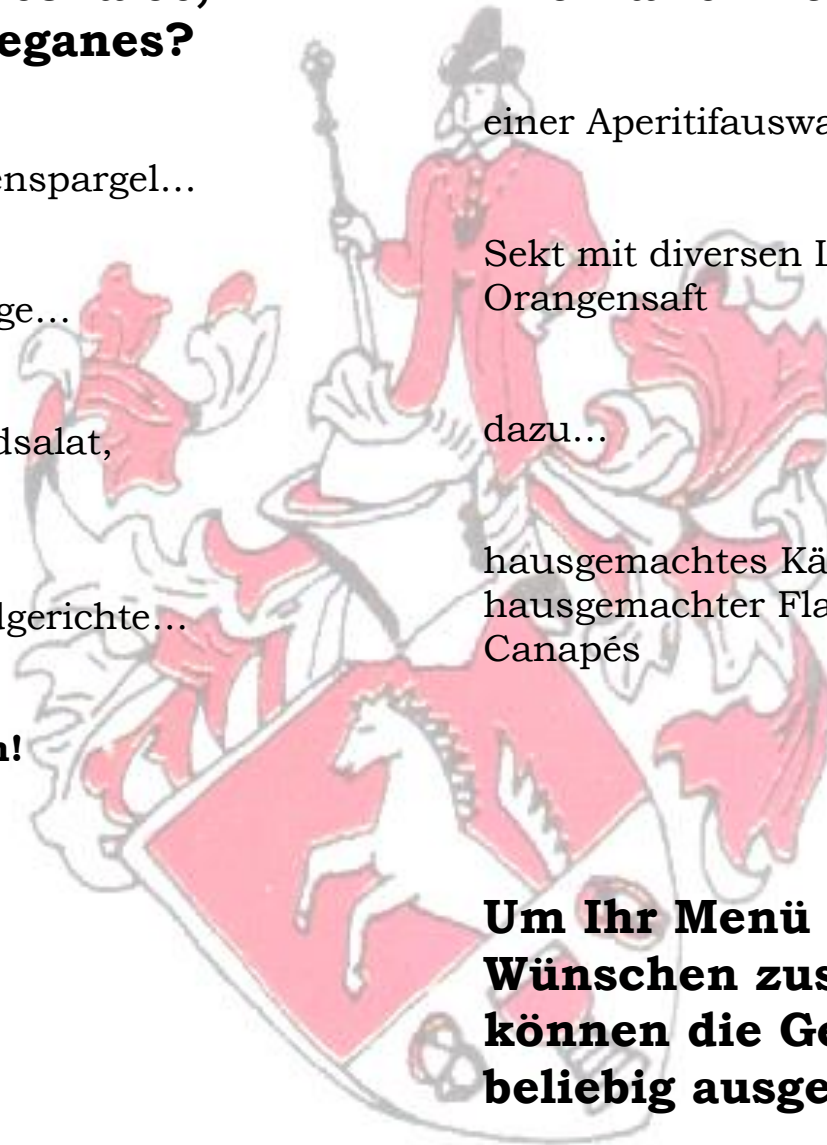 eganes?
enspargel…
ge…
dsalat,
gerichte…
!
einer Aperitifauswa
Sekt mit diversen
Orangensaft
dazu…
hausgemachtes Kä
hausgemachter Fla
Canapés
Um Ihr Menü
Wünschen zus
können die Ge
beliebig ausge